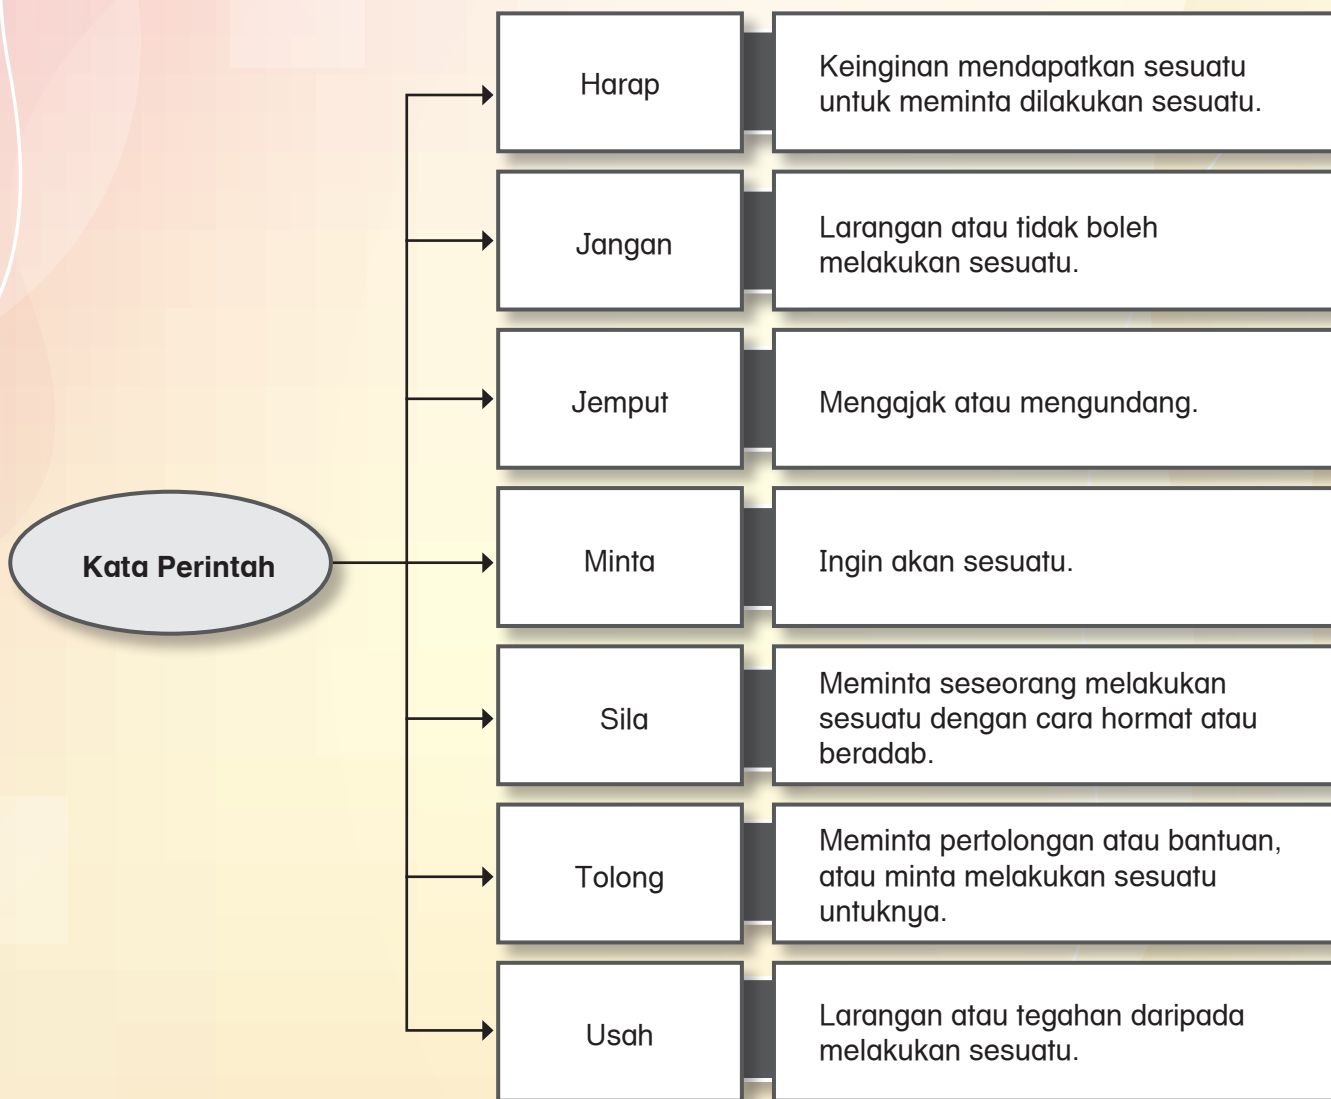 Kata Perintah
Harap
Keinginan mendapatkan sesuatu
untuk meminta dilakukan sesuatu.
Jangan
Larangan atau tidak boleh
melakukan sesuatu.
Jemput
Mengajak atau mengundang.
Minta
Ingin akan sesuatu.
Sila
Meminta seseorang melakukan
sesuatu dengan cara hormat atau
beradab.
Tolong
Meminta pertolongan atau bantuan,
atau minta melakukan sesuatu
untuknya.
Usah
Larangan atau tegahan daripada
melakukan sesuatu.